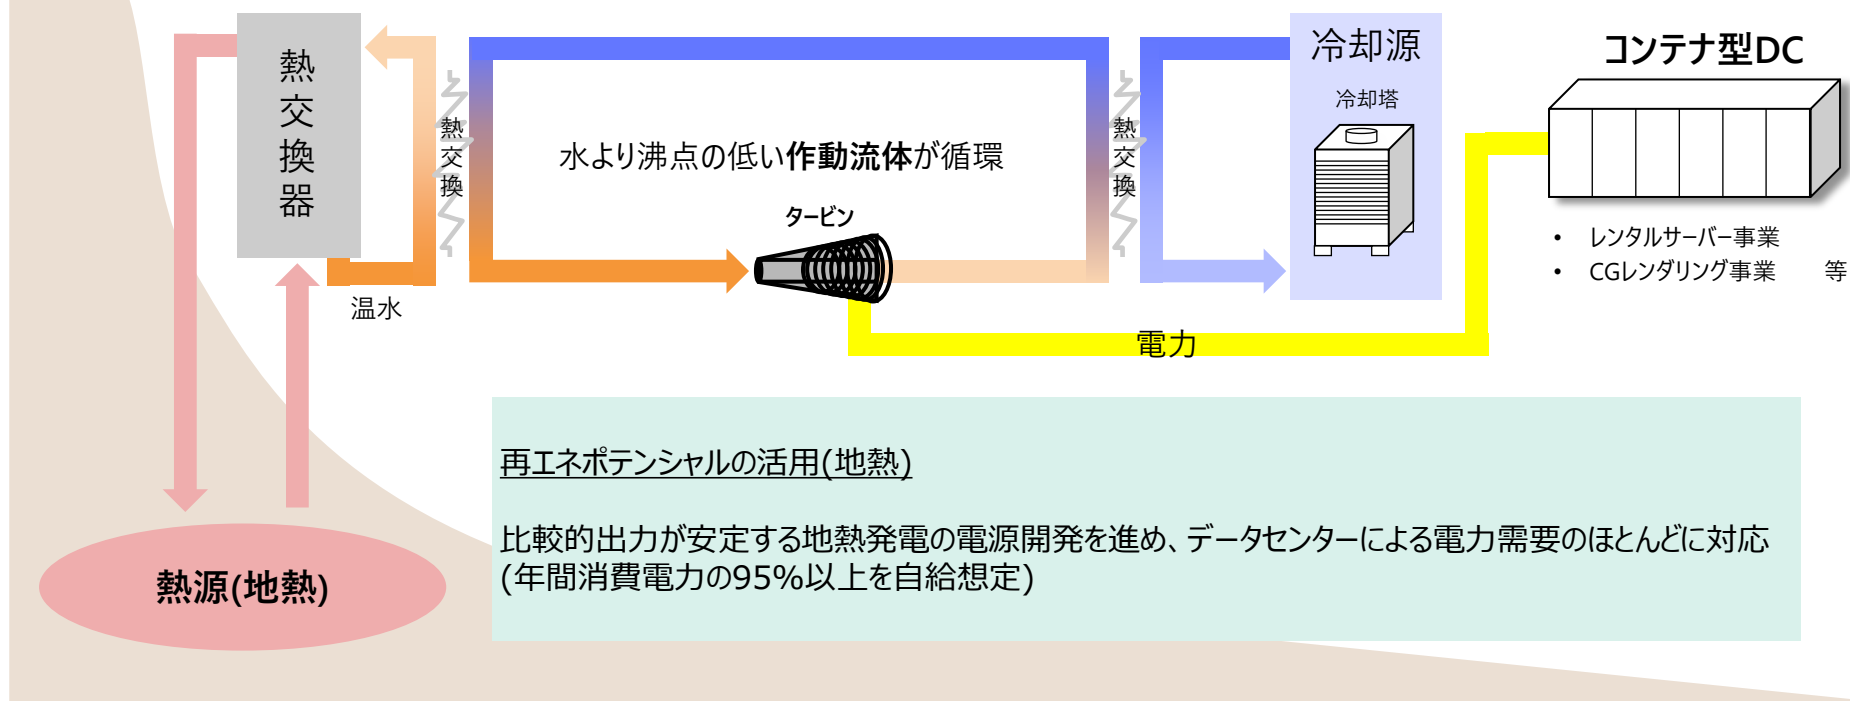 熱交換器
温水
熱交換
水より沸点の低い作動流体が循環
タービン
熱交換
冷却源
冷却塔
電力
コンテナ型DC
• レンタルサーバー事業
• CGレンダリング事業 等
熱源(地熱)
再エネポテンシャルの活用(地熱)
比較的出力が安定する地熱発電の電源開発を進め、データセンターによる電力需要のほとんどに対応
(年間消費電力の95%以上を自給想定)